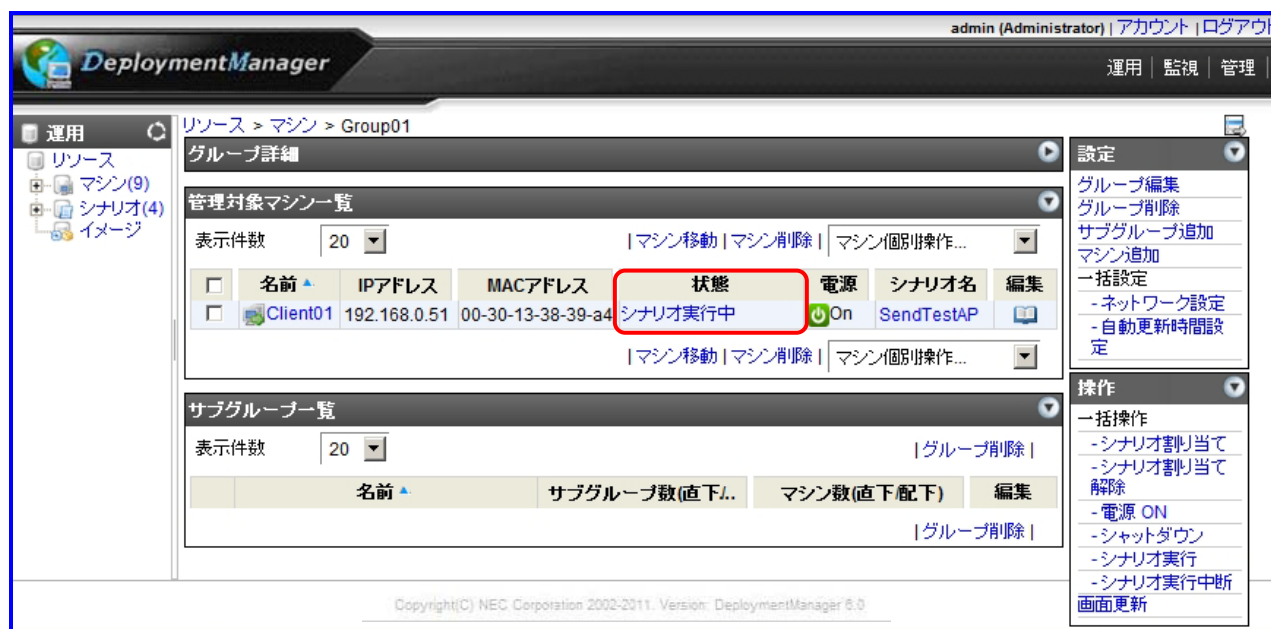 admin (Administrator) | アカウント | ログアウト
DeploymentManager
運用 | 監視 | 管理 |
運用
リソース
マシン(9)
シナリオ(4)
イメージ
リソース > マシン > Group01
グループ詳細
管理対象マシン一覧
表示件数 20 | マシン移動 | マシン削除 | マシン個別操作...
名前 IPアドレス MACアドレス 状態 電源 シナリオ名 編集
Client01 192.168.0.51 00-30-13-38-39-a4 シナリオ実行中 On SendTestAP
| マシン移動 | マシン削除 | マシン個別操作...
サブグループ一覧
表示件数 20 | グループ削除 |
名前 サブグループ数(直下/.. マシン数(直下/配下) 編集
| グループ削除 |
設定
グループ編集
グループ削除
サブグループ追加
マシン追加
一括設定
- ネットワーク設定
- 自動更新時間設
定
操作
一括操作
- シナリオ割り当て
- シナリオ割り当て
解除
- 電源 ON
- シャットダウン
- シナリオ実行
- シナリオ実行中断
画面更新
Copyright(C) NEC Corporation 2002-2011. Version: DeploymentManager 6.0